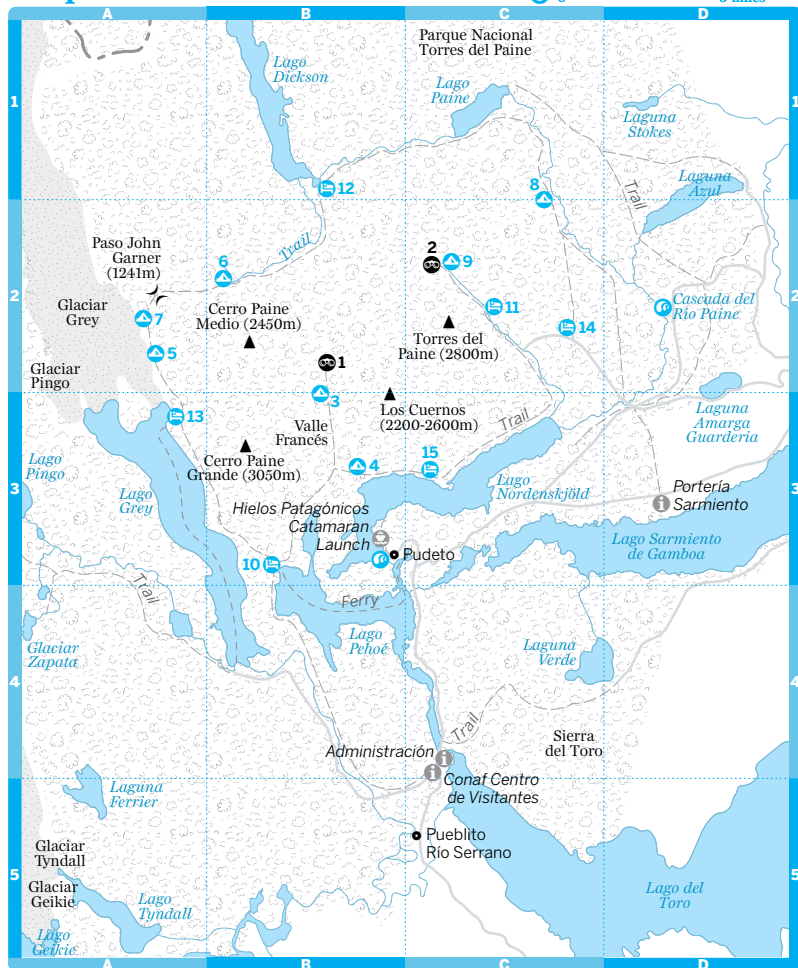 A
B
C
D
Parque Nacional
Torres del Paine
Lago
Dickson
Lago
Paine
1
1
Laguna
Stokes
12
8
Trail
Laguna
Azul
Trail
2
9
Paso John
Garner
(1241m)
6
2
2
Glaciar
Grey
7
Cerro Paine
Medio (2450m)
11
Cascada del
Río Paine
14
Torres del
Paine (2800m)
5
1
Glaciar
Pingo
3
Los Cuernos
(2200-2600m)
13
Valle
Francés
Trail
Laguna
Amarga
Guardería
Cerro Paine
Grande (3050m)
4
15
Lago
Pingo
Lago
Grey
3
3
Lago
Nordenskjöld
Portería
Sarmiento
Hielos Patagónicos
Catamaran
Launch
Lago Sarmiento
de Gamboa
Pudeto
10
Trail
Ferry
Lago
Pehoé
Laguna
Verde
Glaciar
Zapata
4
4
Trail
Sierra
del Toro
Administración
Conaf Centro
de Visitantes
Laguna
Ferrier
Pueblito
Río Serrano
Glaciar
Tyndall
5
5
Glaciar
Geikie
Lago
Tyndall
Lago del
Toro
Lago
Geikie
A
B
C
D